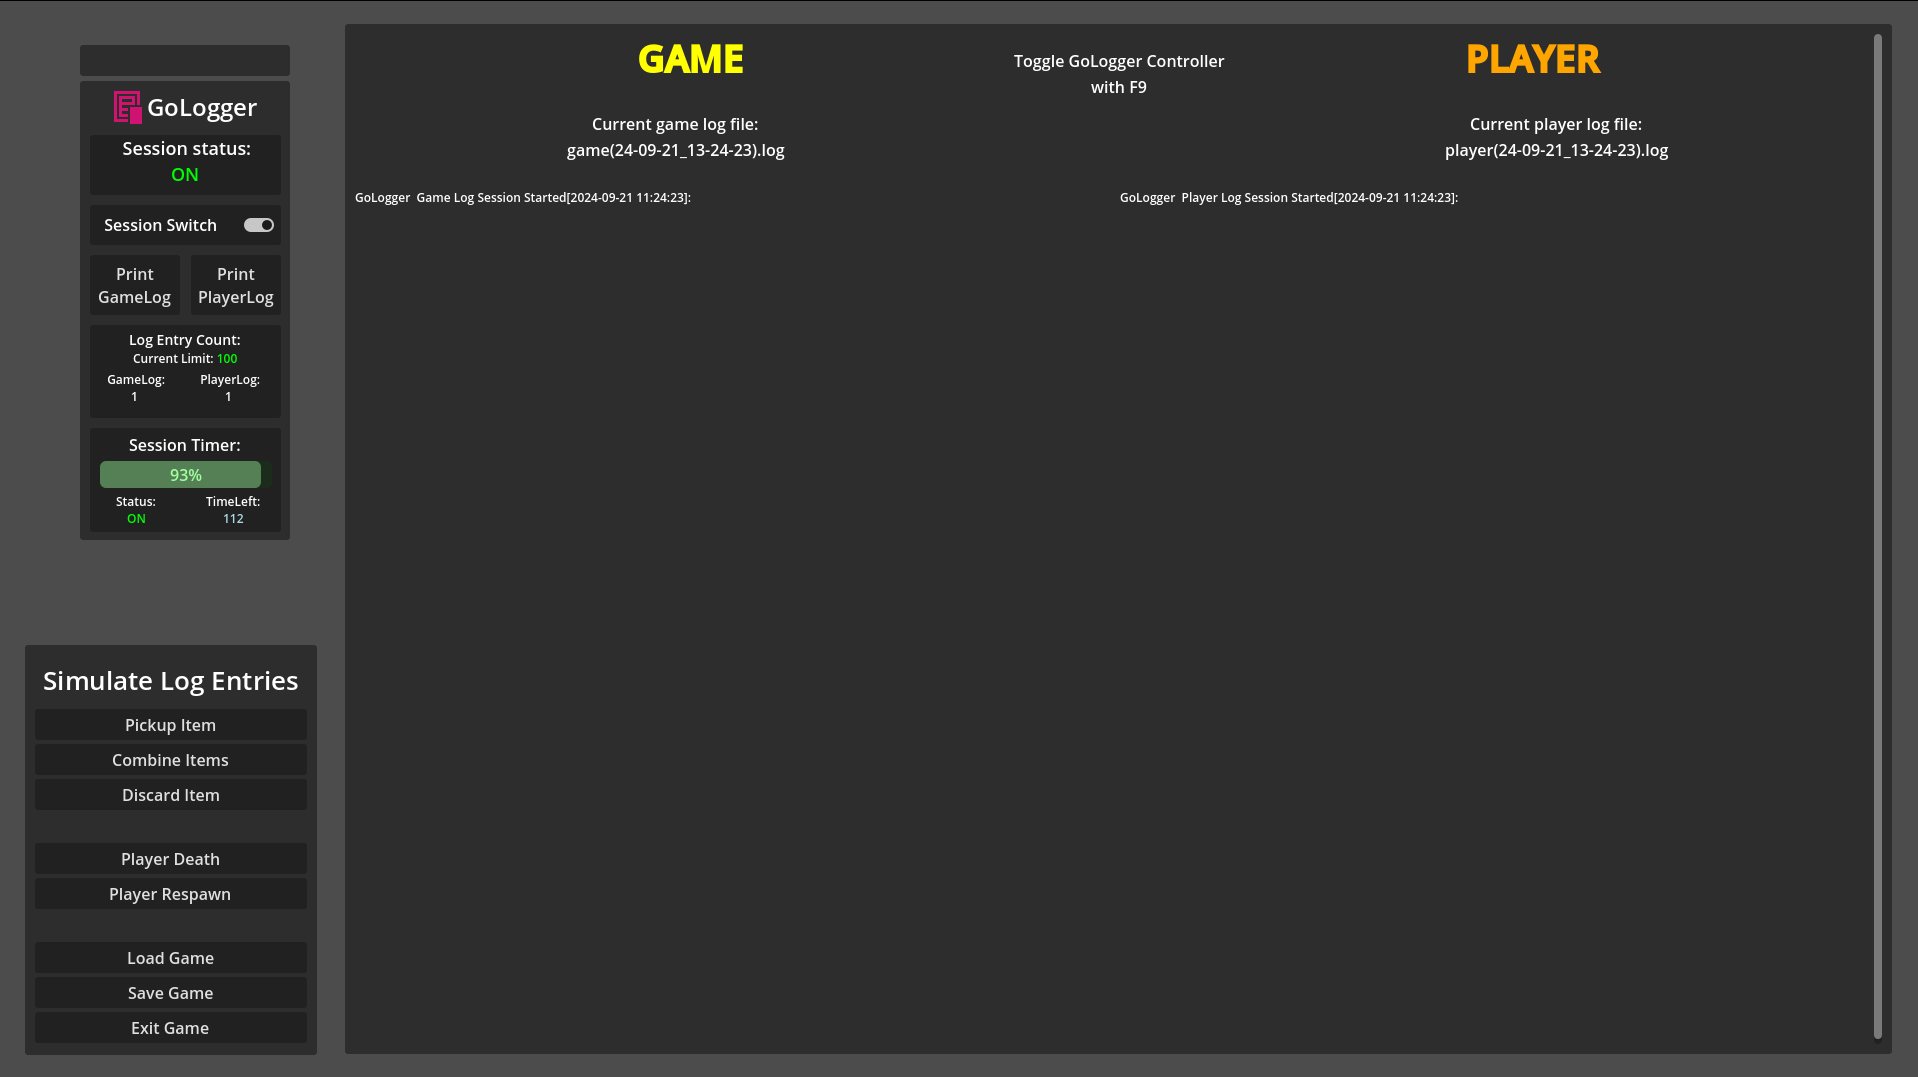 GoLogger
Session status:
ON
Session Switch
Print
GameLog
Print
PlayerLog
Log Entry Count:
Current Limit: 100
GameLog:
1
PlayerLog:
1
Session Timer:
93%
Status:
ON
TimeLeft:
112
Simulate Log Entries
Pickup Item
Combine Items
Discard Item
Player Death
Player Respawn
Load Game
Save Game
Exit Game
GAME
Current game log file:
game(24-09-21_13-24-23).log
GoLogger  Game Log Session Started[2024-09-21 11:24:23]:
Toggle GoLogger Controller
with F9
PLAYER
Current player log file:
player(24-09-21_13-24-23).log
GoLogger  Player Log Session Started[2024-09-21 11:24:23]: